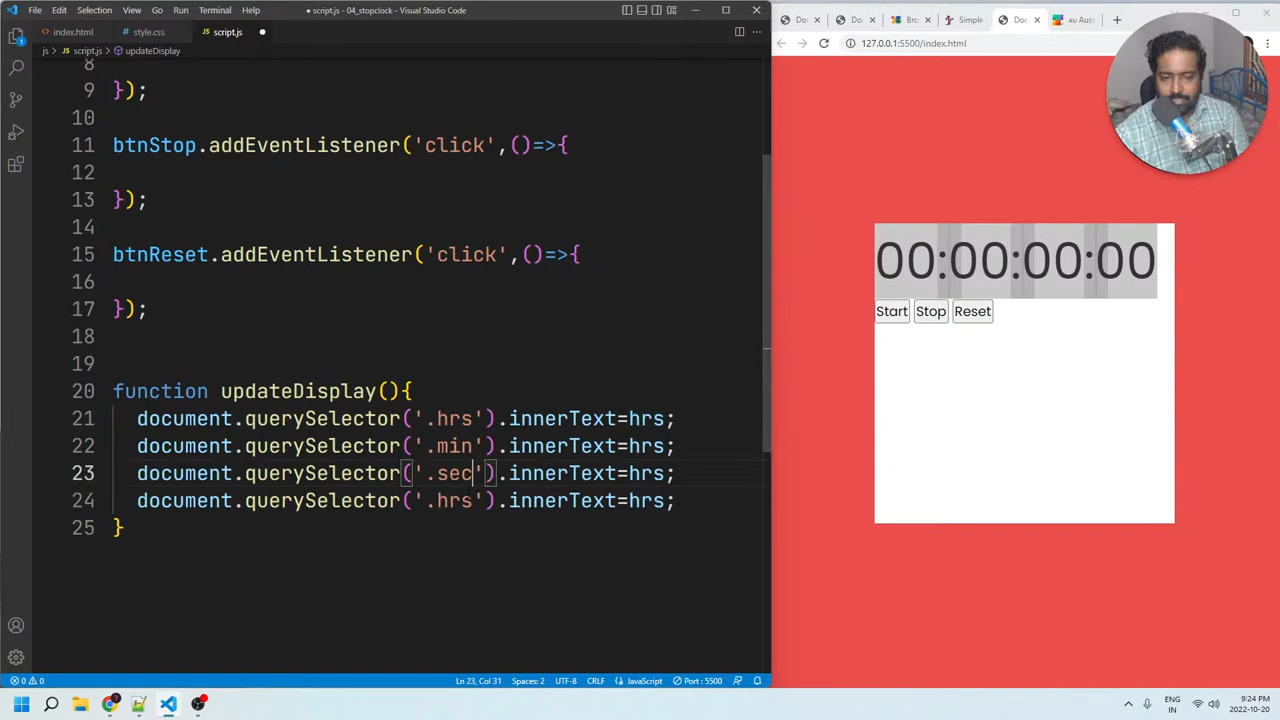 File Edit Selection View Go Run Terminal Help
● script.js - 04_stopclock - Visual Studio Code
index.html
style.css
script.js ●
js > script.js > updateDisplay
Simple
127.0.0.1:5500/index.html
8
9 });
10
11 btnStop.addEventListener('click',()=>{
12
13 });
14
15 btnReset.addEventListener('click',()=>{
16
17 });
18
19
20 function updateDisplay(){
21 document.querySelector('.hrs').innerText=hrs;
22 document.querySelector('.min').innerText=hrs;
23 document.querySelector('.sec').innerText=hrs;
24 document.querySelector('.hrs').innerText=hrs;
25 }
00:00:00:00
Start Stop Reset
0 0
Ln 23, Col 31 Spaces: 2 UTF-8 CRLF JavaScript Port : 5500
ENG
IN
9:24 PM
2022-10-20